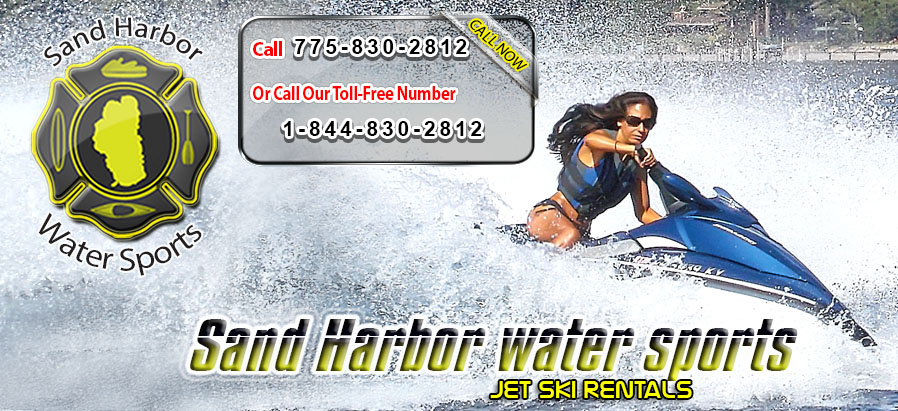 Sand Harbor
Water Sports
Call 775-830-2812
CALL NOW
Or Call Our Toll-Free Number
1-844-830-2812
Sand Harbor water sports
JET SKI RENTALS